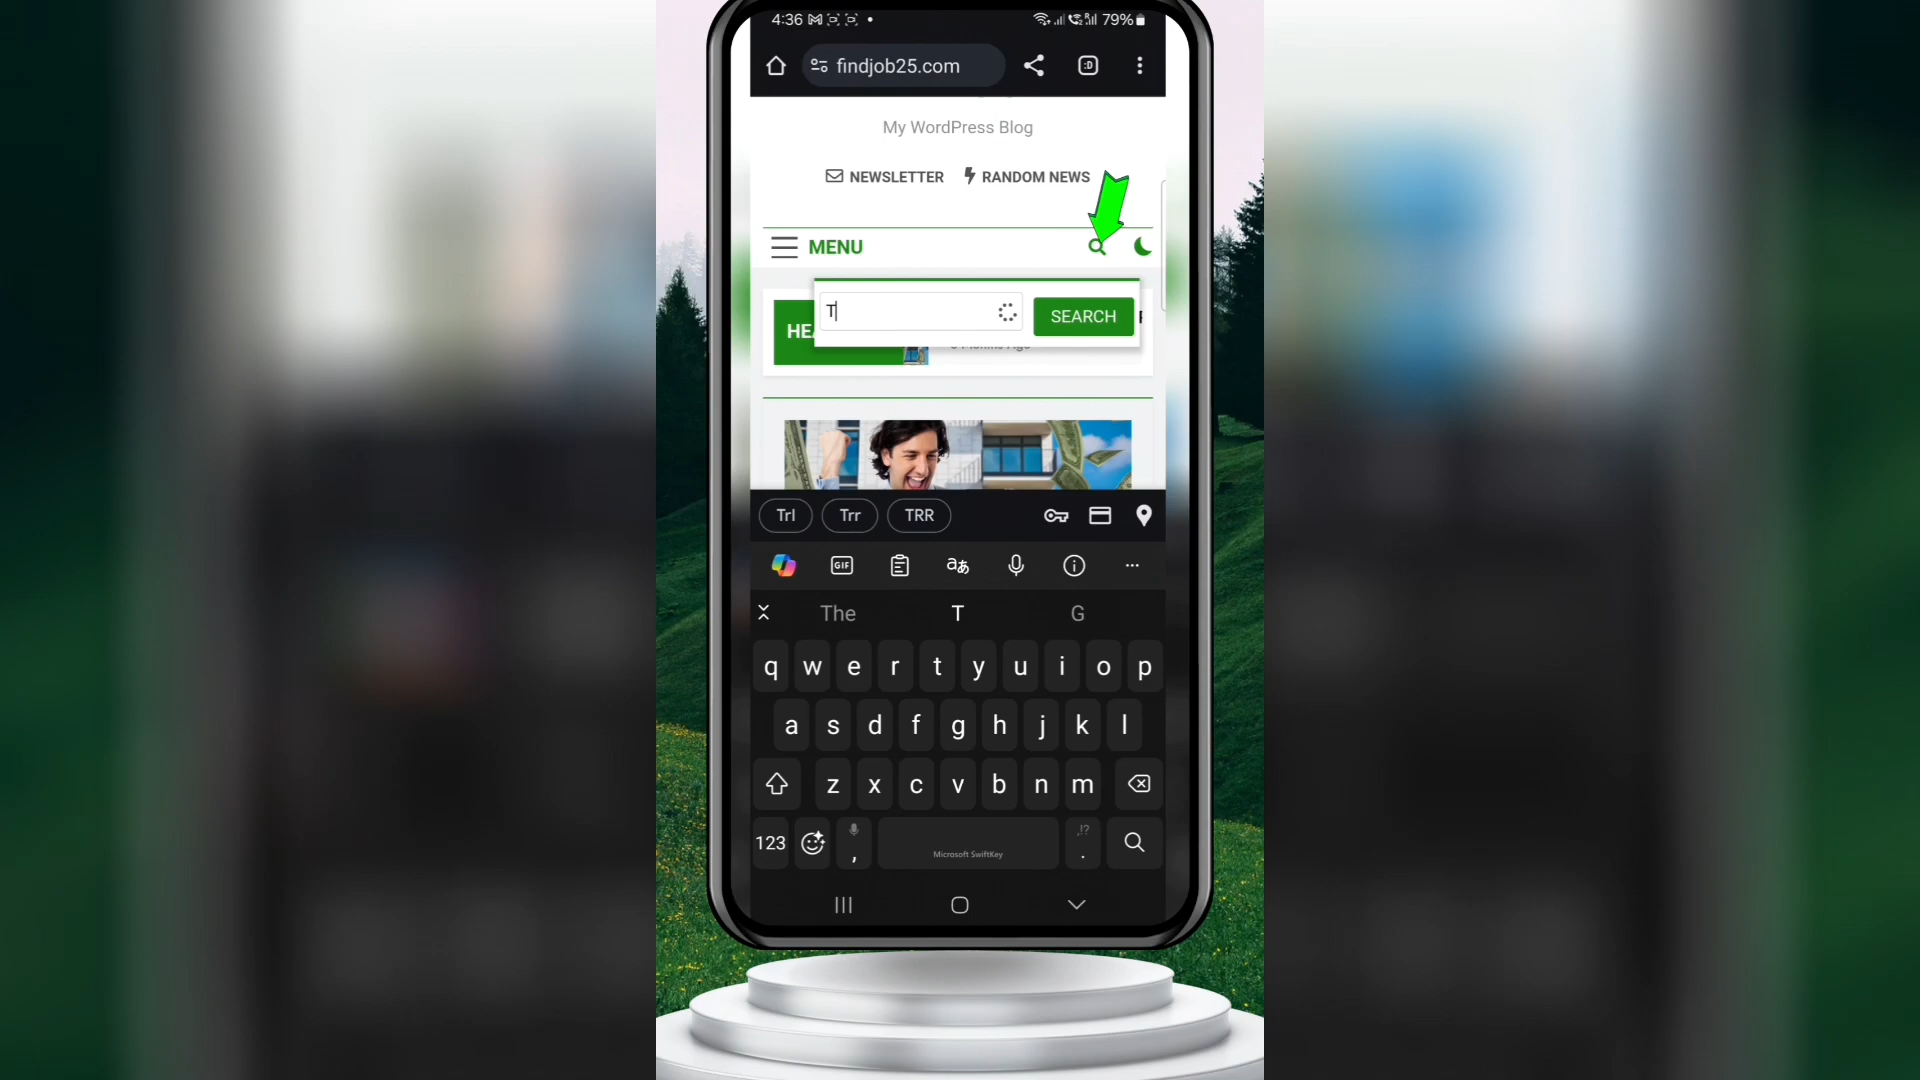 4:36 79%
findjob25.com :D
My WordPress Blog
NEWSLETTER RANDOM NEWS
MENU
T SEARCH
Trl Trr TRR
GIF
The T G
q w e r t y u i o p
a s d f g h j k l
z x c v b n m
123 , Microsoft SwiftKey ,!? .